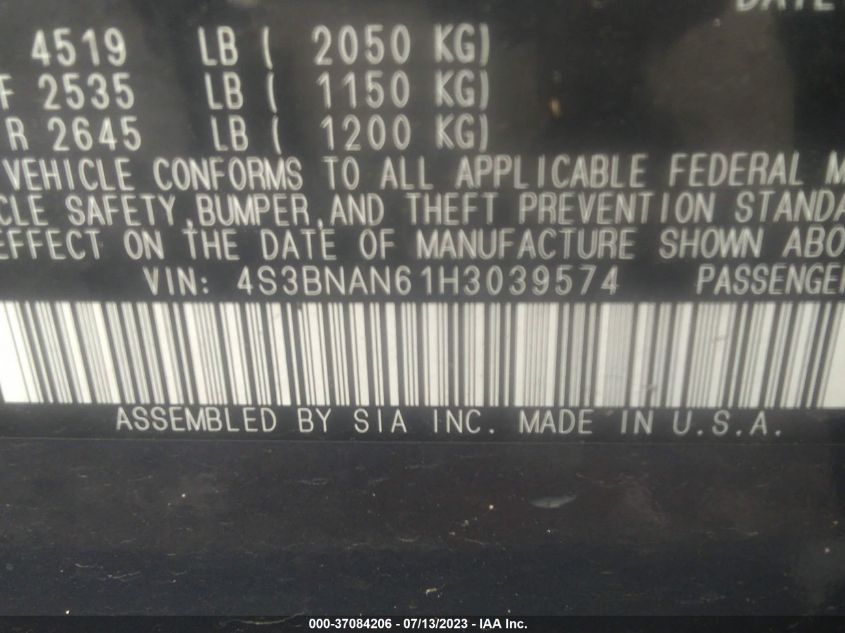 DATE
4519 LB ( 2050 KG)
F 2535 LB ( 1150 KG)
R 2645 LB ( 1200 KG)
VEHICLE CONFORMS TO ALL APPLICABLE FEDERAL M
CLE SAFETY,BUMPER,AND THEFT PREVENTION STANDA
EFFECT ON THE DATE OF MANUFACTURE SHOWN ABO
VIN: 4S3BNAN61H3039574 PASSENGER
ASSEMBLED BY SIA INC. MADE IN U.S.A.
000-37084206 - 07/13/2023 - IAA Inc.